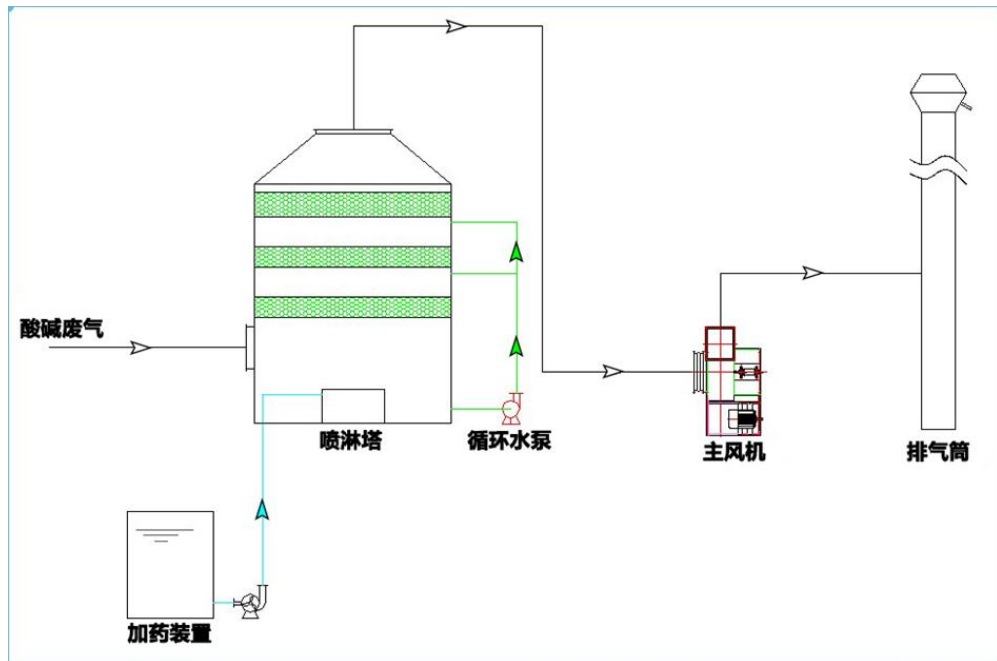 酸碱废气
喷淋塔
循环水泵
主风机
排气筒
加药装置